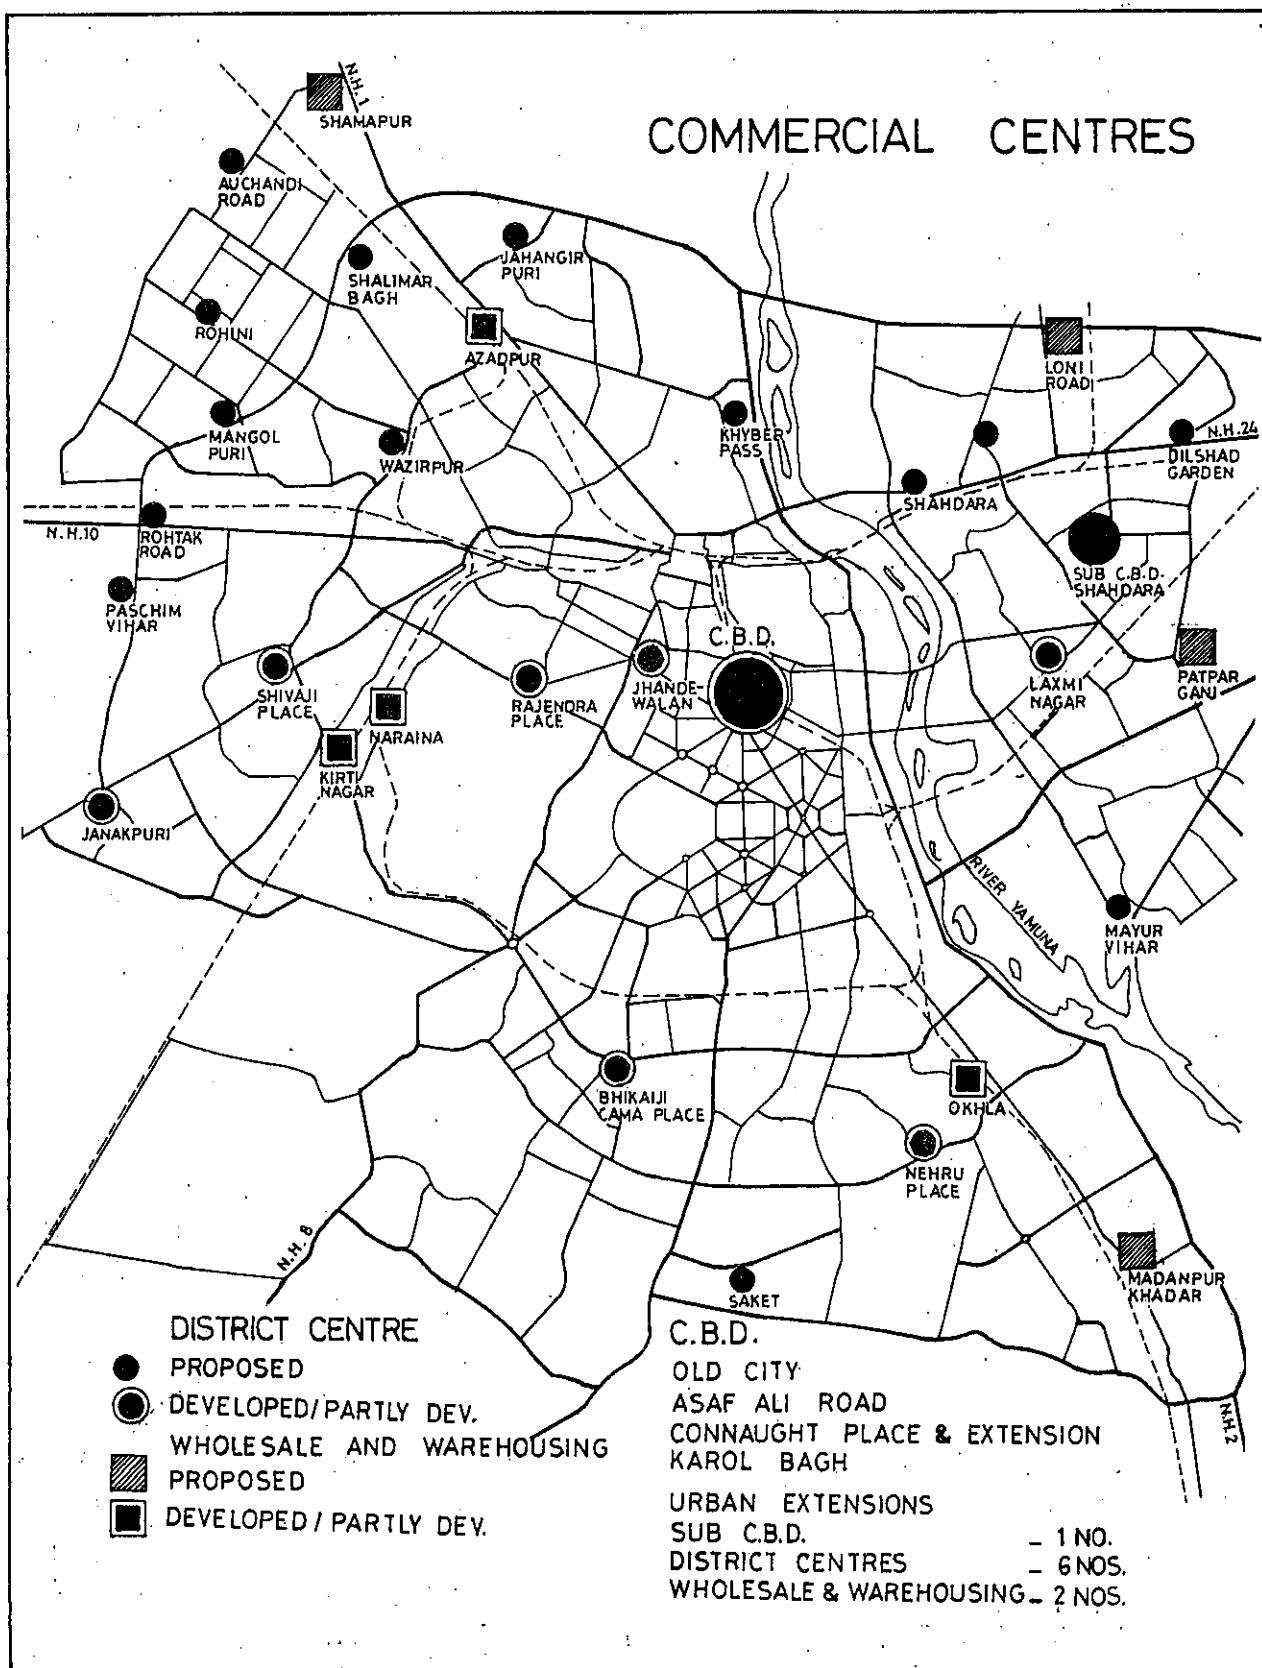 COMMERCIAL CENTRES
N.H.1
SHAMAPUR
AUCHANDI
ROAD
SHALIMAR
BAGH
JAHANGIR
PURI
ROHINI
AZADPUR
LONI
ROAD
MANGOL
PURI
WAZIRPUR
KHYBER
PASS
N.H.24
DILSHAD
GARDEN
SHAHDARA
N.H.10
ROHTAK
ROAD
SUB C.B.D.
SHAHDARA
PASCHIM
VIHAR
C.B.D.
SHIVAJI
PLACE
RAJENDRA
PLACE
JHANDE-
WALAN
LAXMI
NAGAR
PATPAR
GANJ
NARAINA
KIRTI
NAGAR
JANAKPURI
RIVER YAMUNA
MAYUR
VIHAR
BHIKAIJI
CAMA PLACE
OKHLA
NEHRU
PLACE
N.H. 8
SAKET
MADANPUR
KHADAR
N.H.2
DISTRICT CENTRE
PROPOSED
DEVELOPED/PARTLY DEV.
WHOLESALE AND WAREHOUSING
PROPOSED
DEVELOPED / PARTLY DEV.
C.B.D.
OLD CITY
ASAF ALI ROAD
CONNAUGHT PLACE & EXTENSION
KAROL BAGH
URBAN EXTENSIONS
SUB C.B.D. – 1 NO.
DISTRICT CENTRES – 6 NOS.
WHOLESALE & WAREHOUSING – 2 NOS.